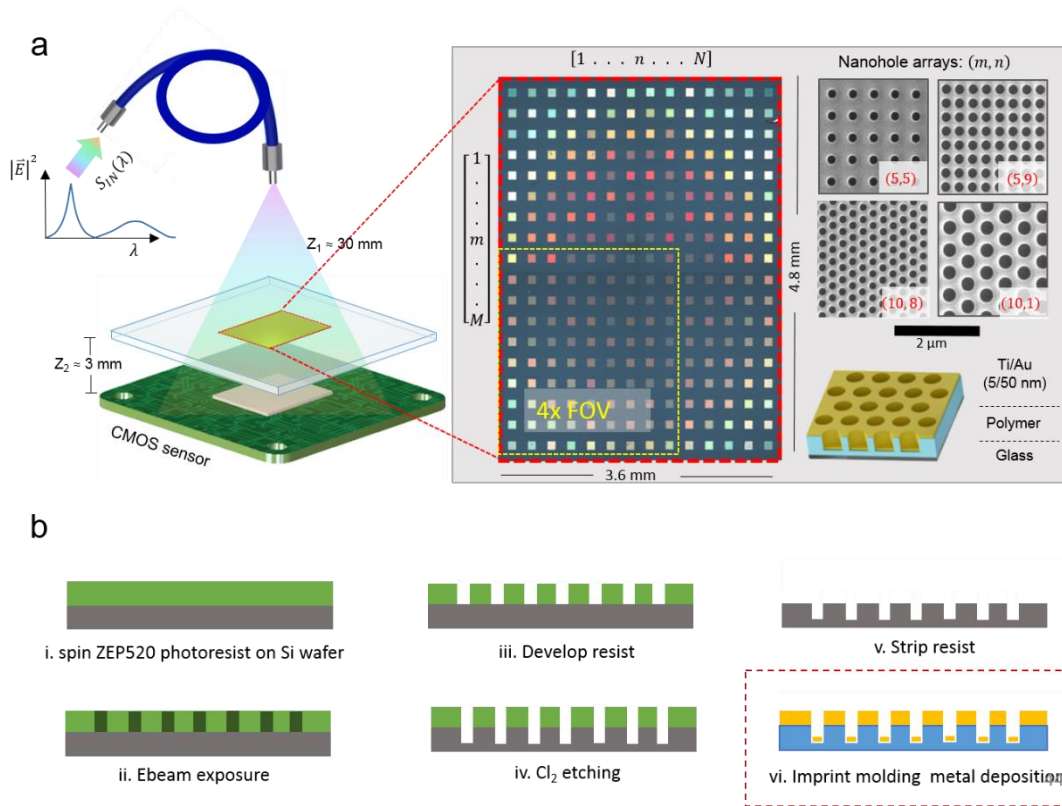 a
[1 . . . n . . . N]
Nanohole arrays: (m, n)
|E⃗|²
S_IN(λ)
λ
Z₁ ≈ 30 mm
Z₂ ≈ 3 mm
CMOS sensor
1
.
.
.
m
.
.
.
M
4x FOV
4.8 mm
3.6 mm
(5,5)
(5,9)
(10, 8)
(10,1)
2 μm
Ti/Au
(5/50 nm)
Polymer
Glass
b
i. spin ZEP520 photoresist on Si wafer
iii. Develop resist
v. Strip resist
ii. Ebeam exposure
iv. Cl₂ etching
vi. Imprint molding metal deposition